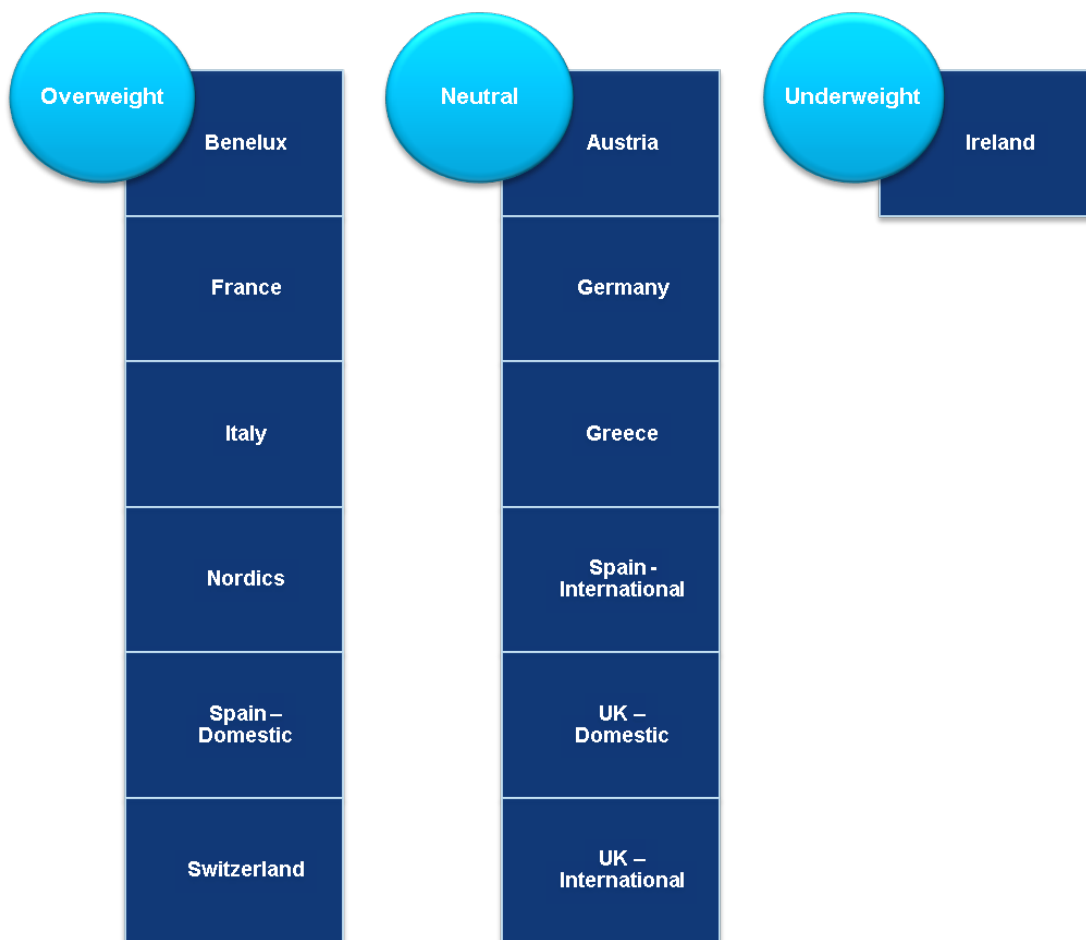 Overweight
Benelux
France
Italy
Nordics
Spain –
Domestic
Switzerland
Neutral
Austria
Germany
Greece
Spain -
International
UK –
Domestic
UK –
International
Underweight
Ireland